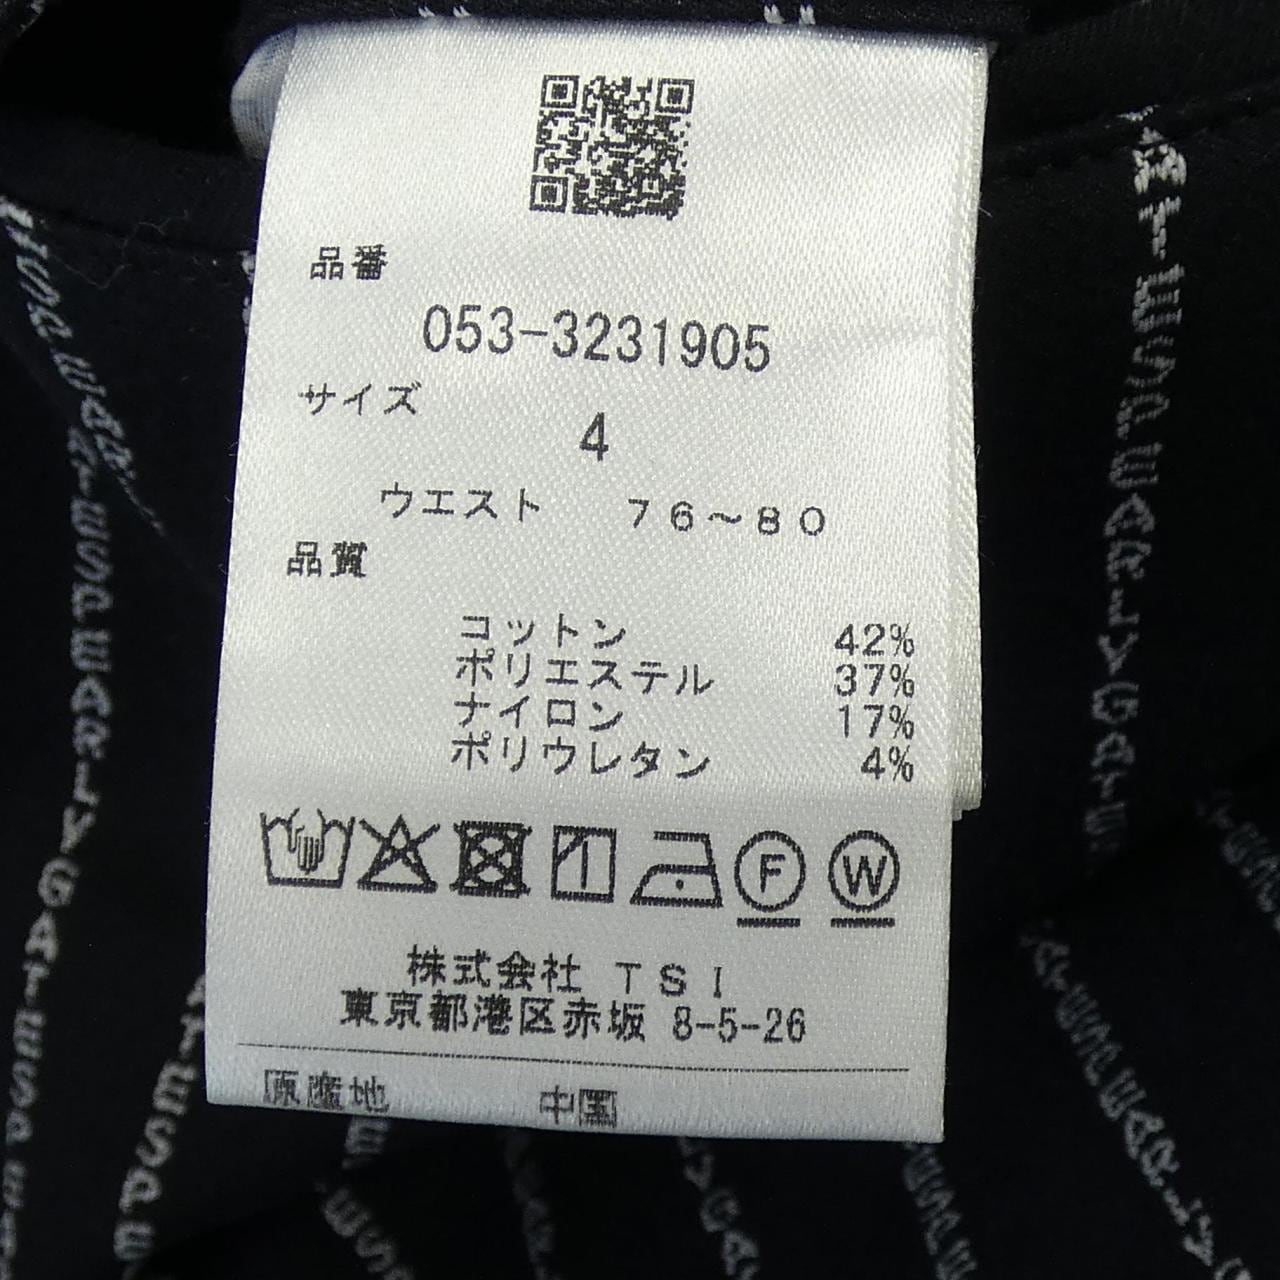 品番
053-3231905
サイズ
4
ウエスト 76～80
品質
コットン 42%
ポリエステル 37%
ナイロン 17%
ポリウレタン 4%
F W
株式会社 TSI
東京都港区赤坂 8-5-26
原産地 中国
PEARLYGATES